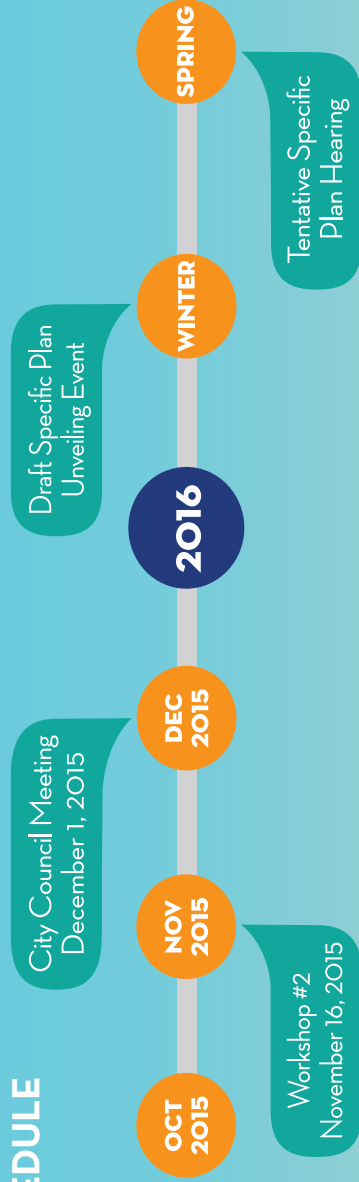 EDULE
City Council Meeting
December 1, 2015
Draft Specific Plan
Unveiling Event
OCT
2015
NOV
2015
DEC
2015
2016
WINTER
SPRING
Workshop #2
November 16, 2015
Tentative Specific
Plan Hearing